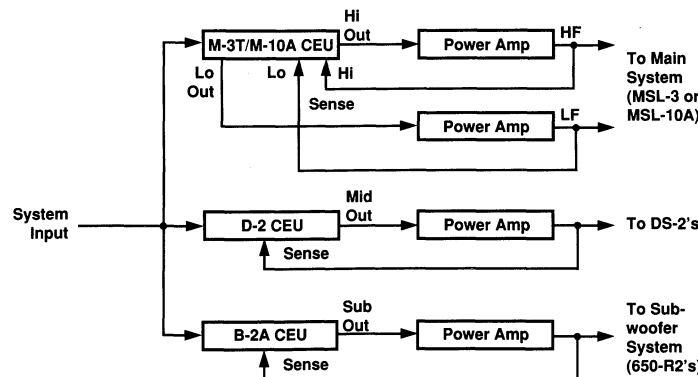 Hi
Out
M-3T/M-10A CEU
Power Amp
HF
To Main
System
(MSL-3 or
MSL-10A)
Lo
Out
Lo
Hi
Sense
Power Amp
LF
System
Input
Mid
Out
D-2 CEU
Power Amp
To DS-2's
Sense
Sub
Out
B-2A CEU
Power Amp
To Sub-
woofer
System
(650-R2's)
Sense